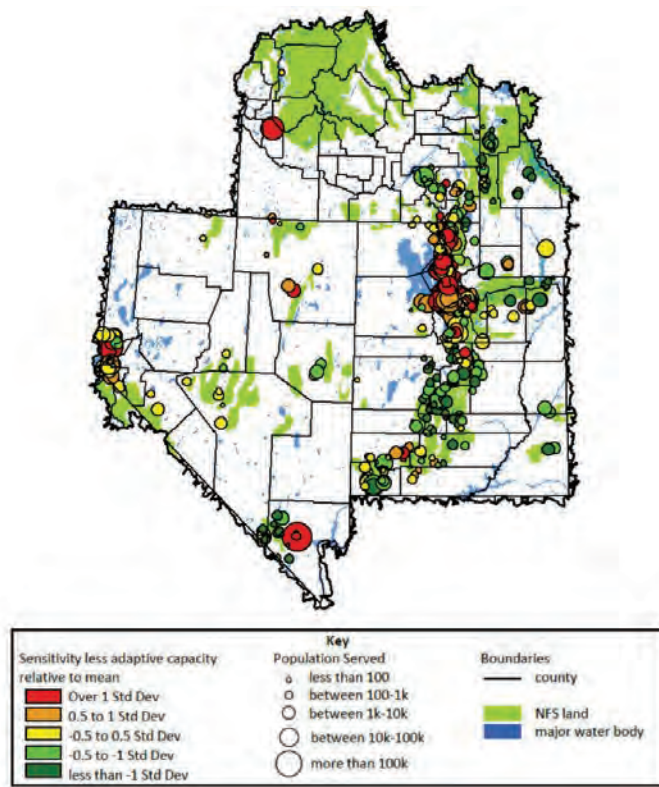 Key
Sensitivity less adaptive capacity
relative to mean
Over 1 Std Dev
0.5 to 1 Std Dev
-0.5 to 0.5 Std Dev
-0.5 to -1 Std Dev
less than -1 Std Dev
Population Served
less than 100
between 100-1k
between 1k-10k
between 10k-100k
more than 100k
Boundaries
county
NFS land
major water body